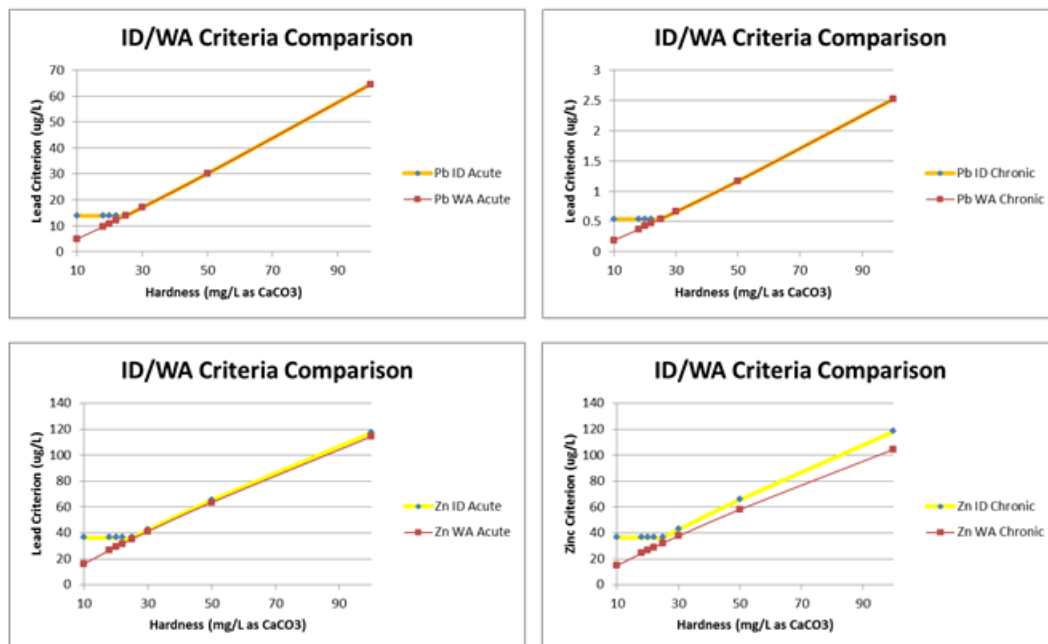 ID/WA Criteria Comparison
70
60
50
40
30
20
10
0
Lead Criterion (ug/L)
10 30 50 70 90
Hardness (mg/L as CaCO3)
Pb ID Acute
Pb WA Acute
ID/WA Criteria Comparison
3
2.5
2
1.5
1
0.5
0
Lead Criterion (ug/L)
10 30 50 70 90
Hardness (mg/L as CaCO3)
Pb ID Chronic
Pb WA Chronic
ID/WA Criteria Comparison
140
120
100
80
60
40
20
0
Lead Criterion (ug/L)
10 30 50 70 90
Hardness (mg/L as CaCO3)
Zn ID Acute
Zn WA Acute
ID/WA Criteria Comparison
140
120
100
80
60
40
20
0
Zinc Criterion (ug/L)
10 30 50 70 90
Hardness (mg/L as CaCO3)
Zn ID Chronic
Zn WA Chronic